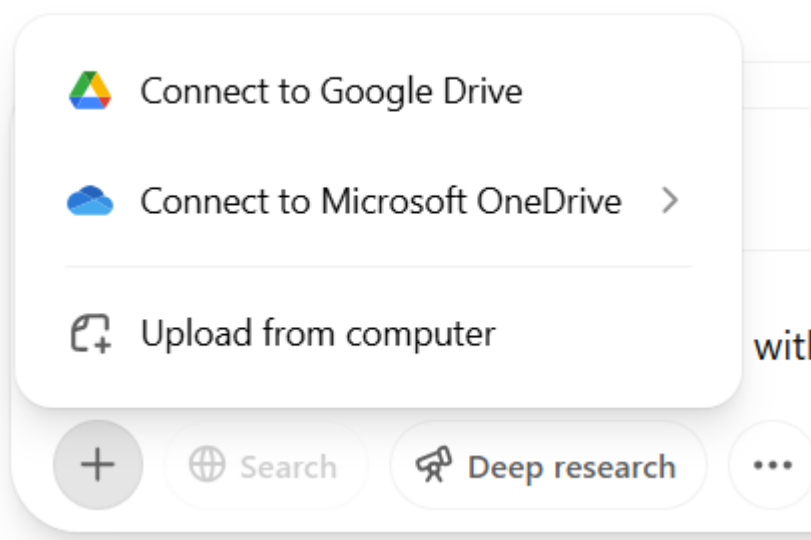 Connect to Google Drive
Connect to Microsoft OneDrive
Upload from computer
Search
Deep research